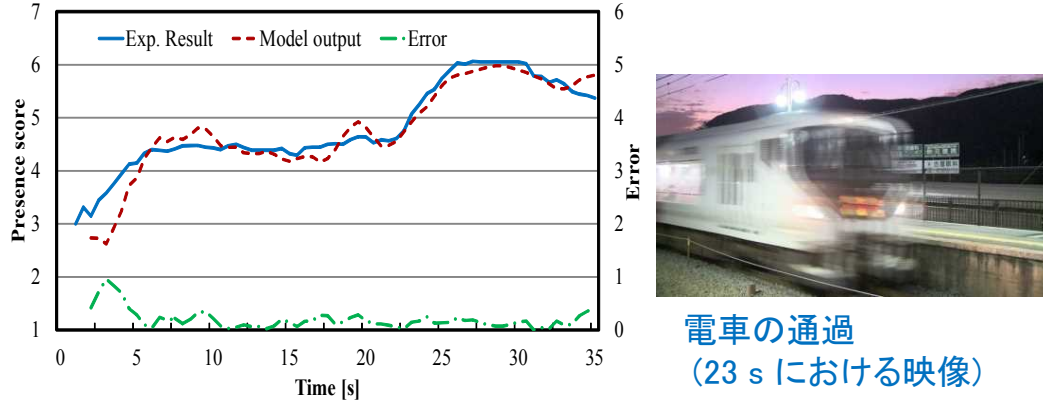 7
6
5
4
3
2
1
Presence score
Exp. Result
Model output
Error
6
5
4
3
2
1
0
Error
0
5
10
15
20
25
30
35
Time [s]
電車の通過
(23 s における映像)